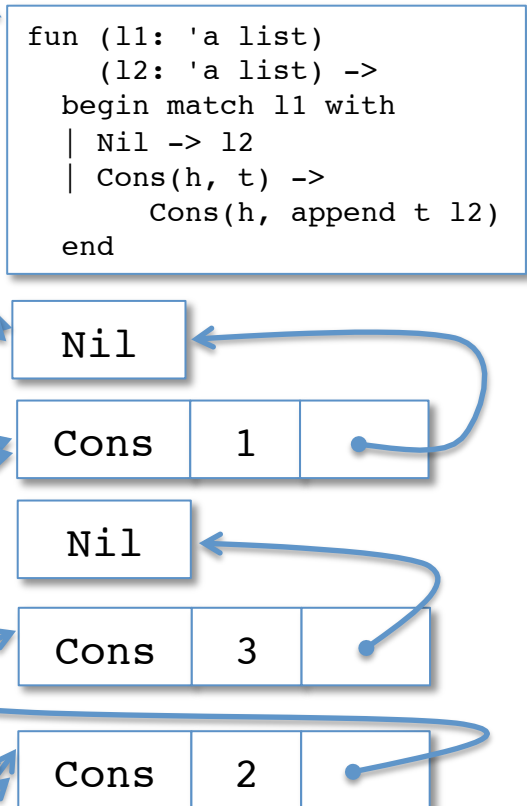 fun (l1: 'a list)
    (l2: 'a list) ->
  begin match l1 with
  | Nil -> l2
  | Cons(h, t) ->
       Cons(h, append t l2)
  end
Nil
Cons 1
Nil
Cons 3
Cons 2